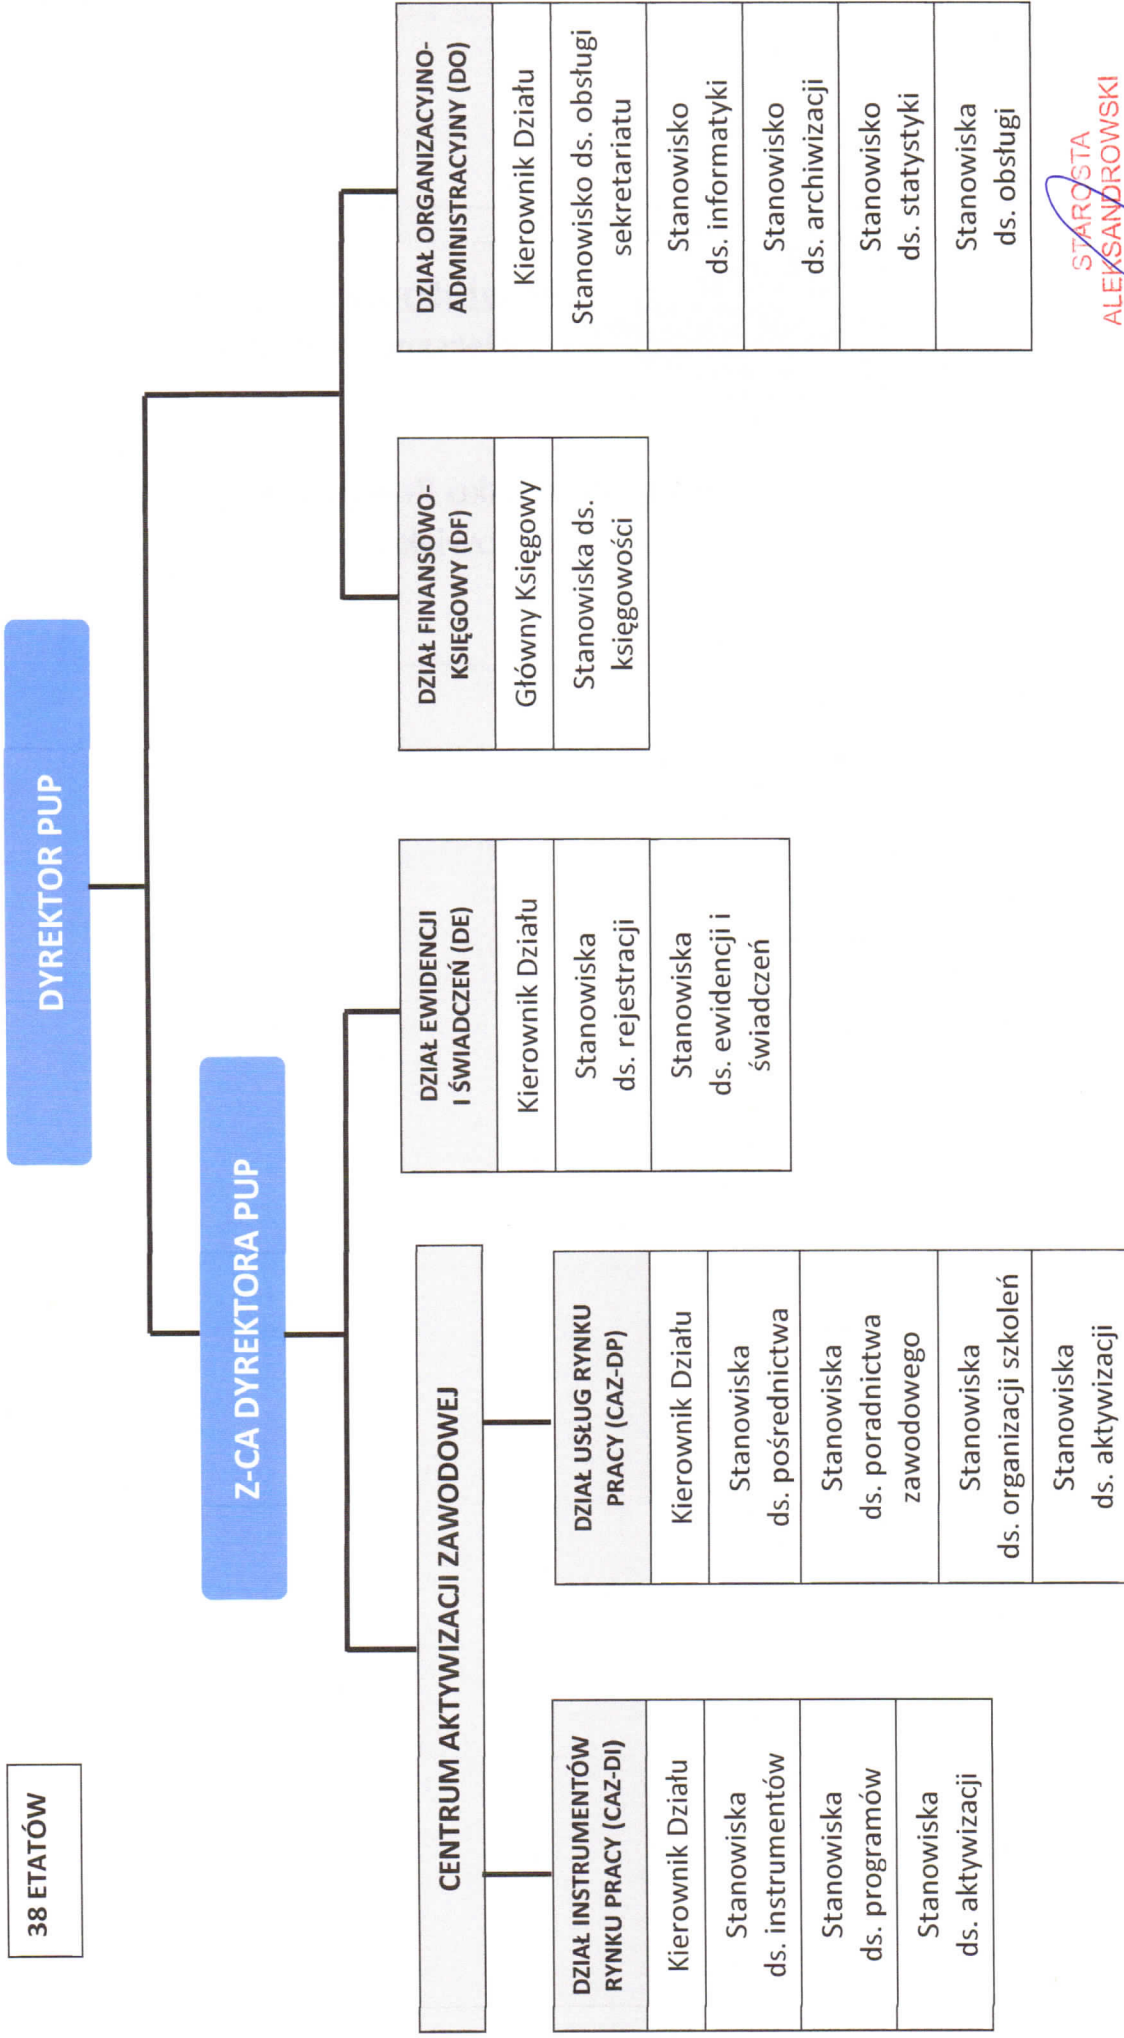 38 ETATÓW
DYREKTOR PUP
Z-CA DYREKTORA PUP
CENTRUM AKTYWIZACJI ZAWODOWEJ
DZIAŁ INSTRUMENTÓW
RYNKU PRACY (CAZ-DI)
Kierownik Działu
Stanowiska
ds. instrumentów
Stanowiska
ds. programów
Stanowiska
ds. aktywizacji
DZIAŁ USŁUG RYNKU
PRACY (CAZ-DP)
Kierownik Działu
Stanowiska
ds. pośrednictwa
Stanowiska
ds. poradnictwa
zawodowego
Stanowiska
ds. organizacji szkoleń
Stanowiska
ds. aktywizacji
DZIAŁ EWIDENCJI
I ŚWIADCZEŃ (DE)
Kierownik Działu
Stanowiska
ds. rejestracji
Stanowiska
ds. ewidencji i
świadczeń
DZIAŁ FINANSOWO-
KSIĘGOWY (DF)
Główny Księgowy
Stanowiska ds.
księgowości
DZIAŁ ORGANIZACYJNO-
ADMINISTRACYJNY (DO)
Kierownik Działu
Stanowisko ds. obsługi
sekretariatu
Stanowisko
ds. informatyki
Stanowisko
ds. archiwizacji
Stanowisko
ds. statystyki
Stanowiska
ds. obsługi
STAROSTA
ALEKSANDROWSKI